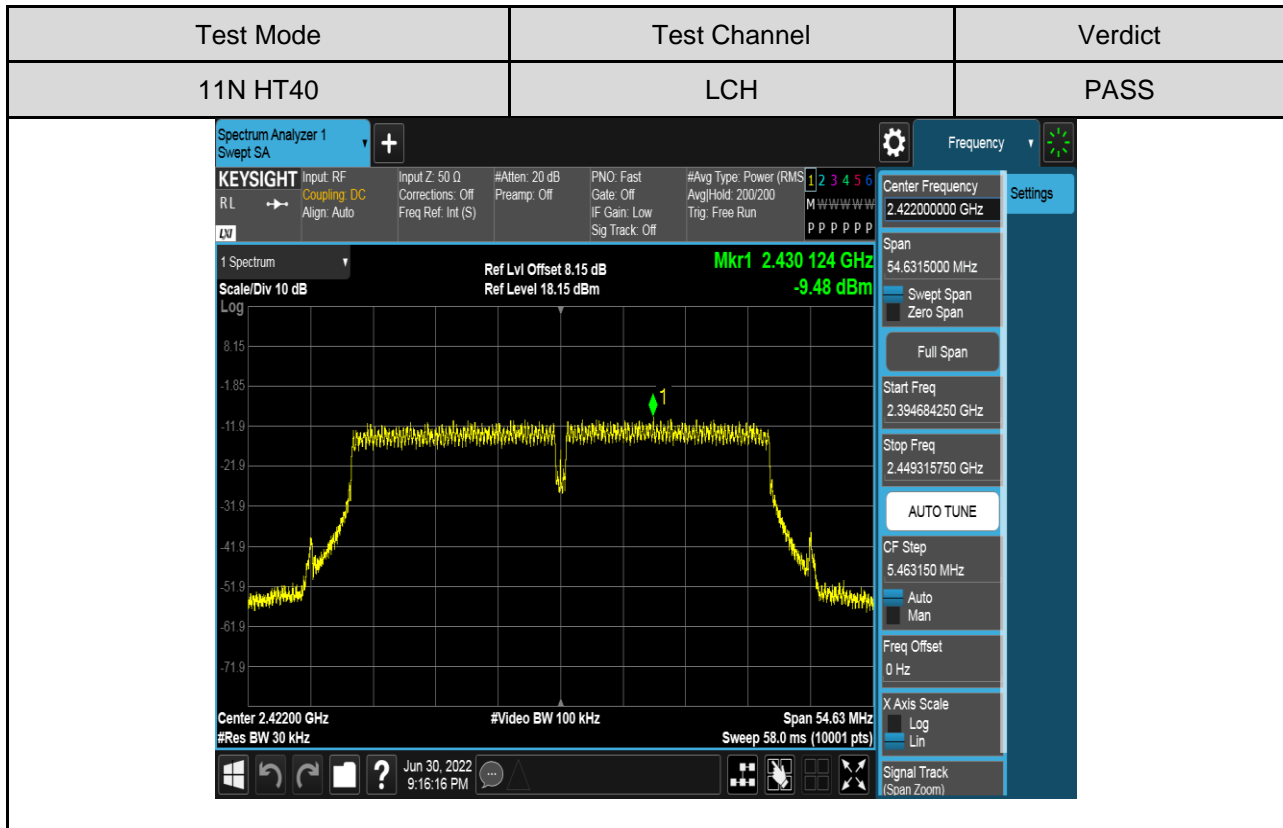 Test Mode Test Channel Verdict
11N HT40 LCH PASS
Spectrum Analyzer 1
Swept SA
+
Frequency
KEYSIGHT
RL
LXI
Input: RF
Coupling: DC
Align: Auto
Input Z: 50 Ω
Corrections: Off
Freq Ref: Int (S)
#Atten: 20 dB
Preamp: Off
PNO: Fast
Gate: Off
IF Gain: Low
Sig Track: Off
#Avg Type: Power (RMS
Avg|Hold: 200/200
Trig: Free Run
1 2 3 4 5 6
M W W W W W
P P P P P P
1 Spectrum
Scale/Div 10 dB
Log
Ref Lvl Offset 8.15 dB
Ref Level 18.15 dBm
Mkr1 2.430 124 GHz
-9.48 dBm
8.15
-1.85
1
-11.9
-21.9
-31.9
-41.9
-51.9
-61.9
-71.9
Center 2.42200 GHz
#Video BW 100 kHz
Span 54.63 MHz
#Res BW 30 kHz
Sweep 58.0 ms (10001 pts)
?
Jun 30, 2022
9:16:16 PM
Center Frequency
2.422000000 GHz
Settings
Span
54.6315000 MHz
Swept Span
Zero Span
Full Span
Start Freq
2.394684250 GHz
Stop Freq
2.449315750 GHz
AUTO TUNE
CF Step
5.463150 MHz
Auto
Man
Freq Offset
0 Hz
X Axis Scale
Log
Lin
Signal Track
(Span Zoom)